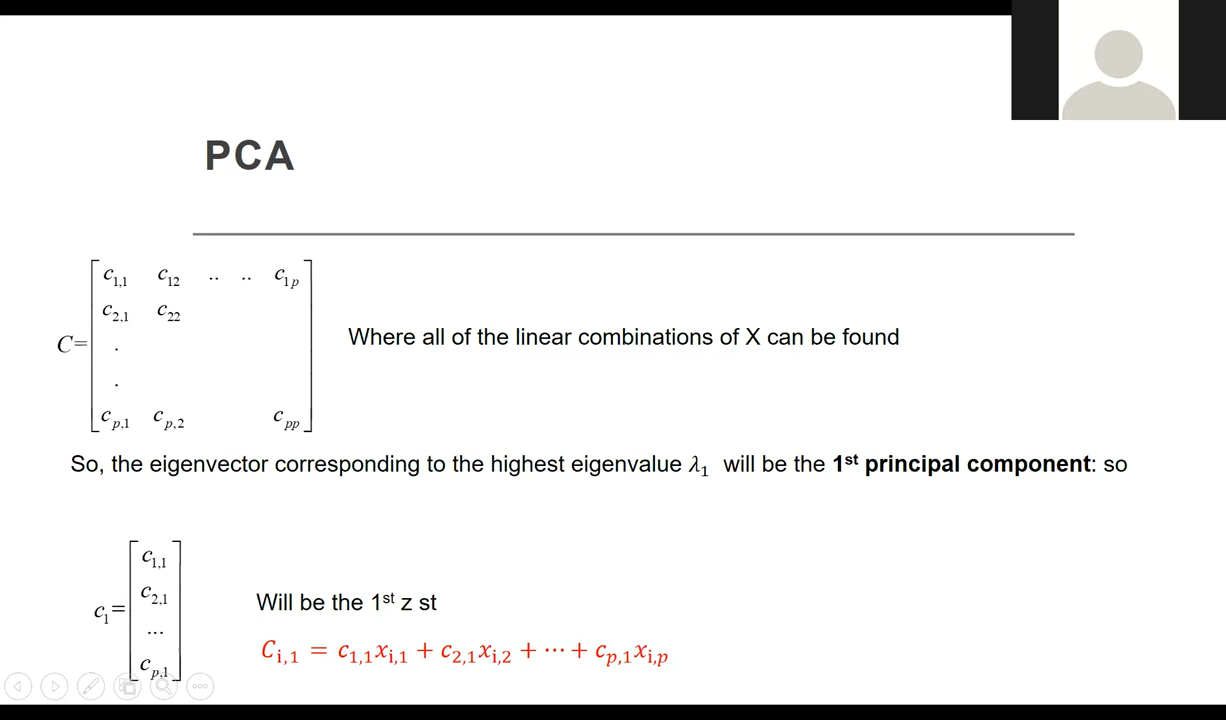 PCA
C= [ c1,1 c12 .. .. c1p
c2,1 c22
.
.
cp,1 cp,2 cpp ]
Where all of the linear combinations of X can be found
So, the eigenvector corresponding to the highest eigenvalue λ₁ will be the 1st principal component: so
c₁= [ c1,1
c2,1
...
cp,1 ]
Will be the 1st z st
Ci,1 = c1,1xi,1 + c2,1xi,2 + ⋯ + cp,1xi,p